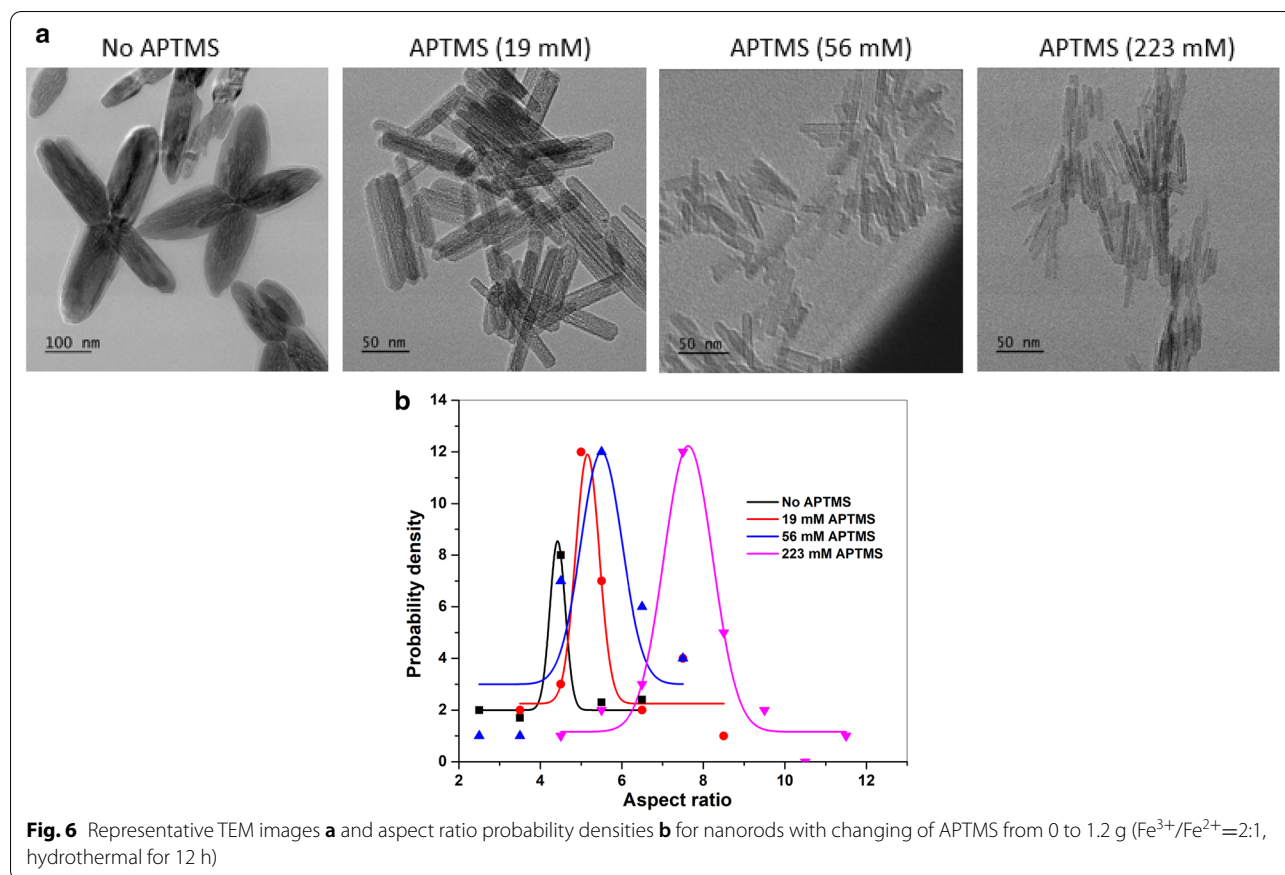 a
No APTMS
APTMS (19 mM)
APTMS (56 mM)
APTMS (223 mM)
100 nm
50 nm
50 nm
50 nm
b
14
12
10
8
6
4
2
0
Probability density
No APTMS
19 mM APTMS
56 mM APTMS
223 mM APTMS
2 4 6 8 10 12
Aspect ratio
Fig. 6 Representative TEM images a and aspect ratio probability densities b for nanorods with changing of APTMS from 0 to 1.2 g (Fe³⁺/Fe²⁺=2:1,
hydrothermal for 12 h)